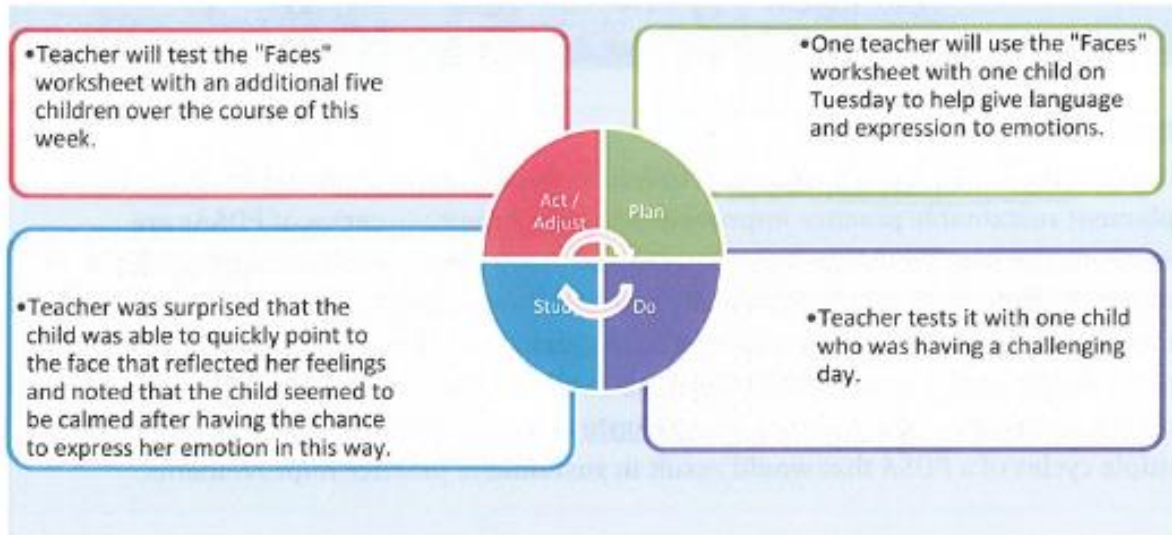 •Teacher will test the "Faces"
worksheet with an additional five
children over the course of this
week.
•One teacher will use the "Faces"
worksheet with one child on
Tuesday to help give language
and expression to emotions.
Act /
Adjust
Plan
Study
Do
•Teacher was surprised that the
child was able to quickly point to
the face that reflected her feelings
and noted that the child seemed to
be calmed after having the chance
to express her emotion in this way.
•Teacher tests it with one child
who was having a challenging
day.